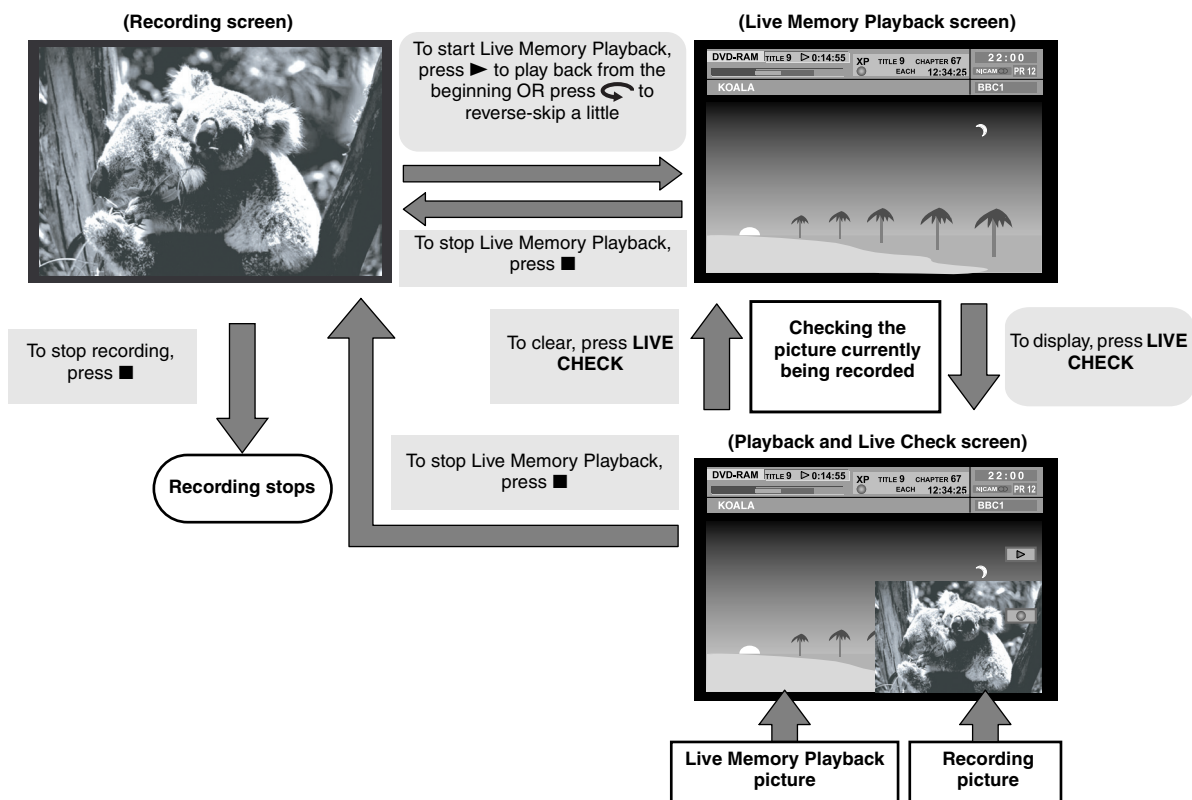 (Recording screen)
To start Live Memory Playback,
press ► to play back from the
beginning OR press to
reverse-skip a little
(Live Memory Playback screen)
DVD-RAM TITLE 9 ▷ 0:14:55
XP TITLE 9 CHAPTER 67
EACH 12:34:25
22:00
NICAM PR 12
KOALA
BBC1
To stop Live Memory Playback,
press ■
To stop recording,
press ■
Recording stops
To clear, press LIVE
CHECK
Checking the
picture currently
being recorded
To display, press LIVE
CHECK
To stop Live Memory Playback,
press ■
(Playback and Live Check screen)
DVD-RAM TITLE 9 ▷ 0:14:55
XP TITLE 9 CHAPTER 67
EACH 12:34:25
22:00
NICAM PR 12
KOALA
BBC1
Live Memory Playback
picture
Recording
picture